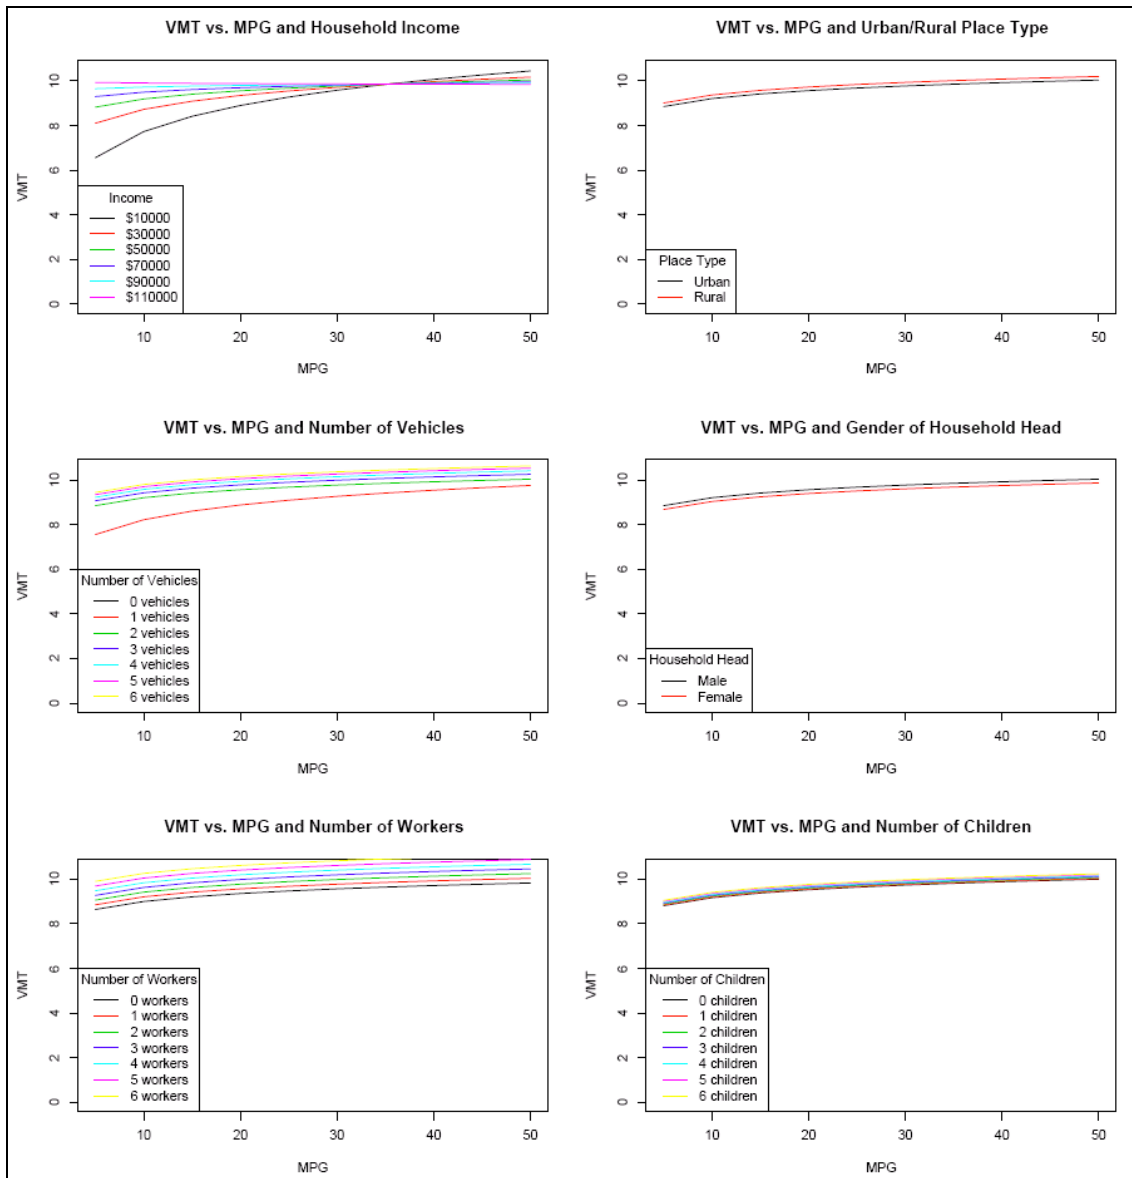 VMT vs. MPG and Household Income
VMT
10
8
6
4
2
0
Income
$10000
$30000
$50000
$70000
$90000
$110000
10 20 30 40 50
MPG
VMT vs. MPG and Urban/Rural Place Type
VMT
10
8
6
4
2
0
Place Type
Urban
Rural
10 20 30 40 50
MPG
VMT vs. MPG and Number of Vehicles
VMT
10
8
6
4
2
0
Number of Vehicles
0 vehicles
1 vehicles
2 vehicles
3 vehicles
4 vehicles
5 vehicles
6 vehicles
10 20 30 40 50
MPG
VMT vs. MPG and Gender of Household Head
VMT
10
8
6
4
2
0
Household Head
Male
Female
10 20 30 40 50
MPG
VMT vs. MPG and Number of Workers
VMT
10
8
6
4
2
0
Number of Workers
0 workers
1 workers
2 workers
3 workers
4 workers
5 workers
6 workers
10 20 30 40 50
MPG
VMT vs. MPG and Number of Children
VMT
10
8
6
4
2
0
Number of Children
0 children
1 children
2 children
3 children
4 children
5 children
6 children
10 20 30 40 50
MPG